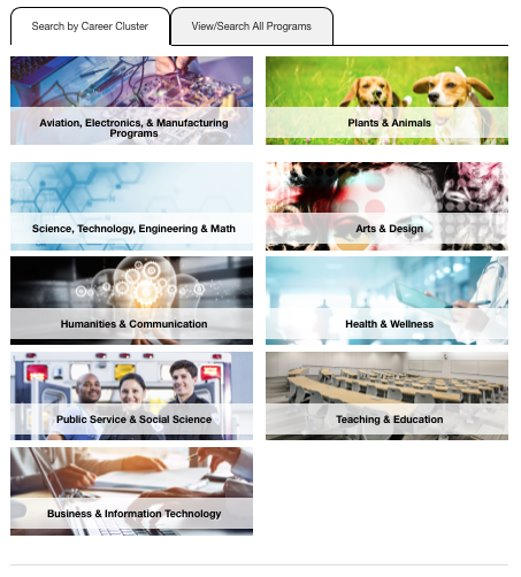 Search by Career Cluster
View/Search All Programs
Aviation, Electronics, & Manufacturing
Programs
Plants & Animals
Science, Technology, Engineering & Math
Arts & Design
Humanities & Communication
Health & Wellness
Public Service & Social Science
Teaching & Education
Business & Information Technology